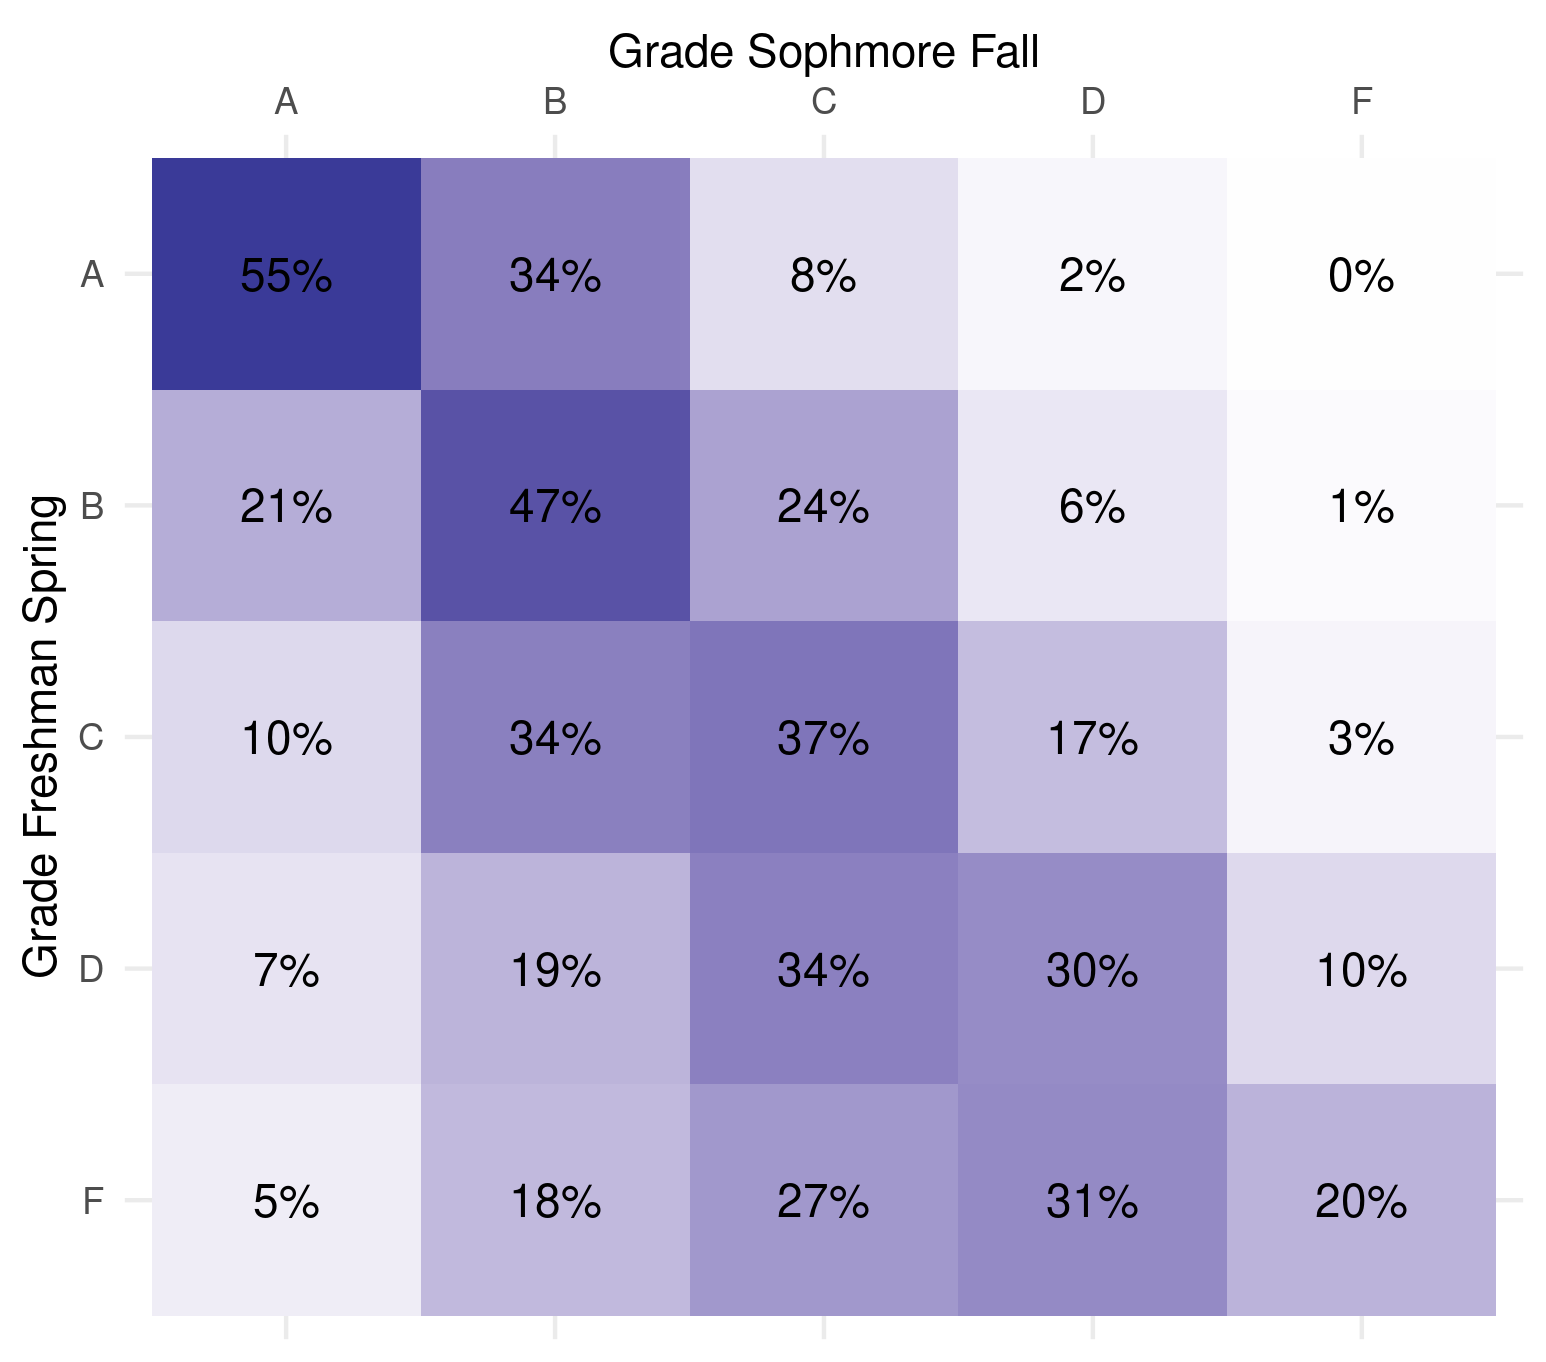 Grade Sophmore Fall
A B C D F
Grade Freshman Spring
A 55% 34% 8% 2% 0%
B 21% 47% 24% 6% 1%
C 10% 34% 37% 17% 3%
D 7% 19% 34% 30% 10%
F 5% 18% 27% 31% 20%